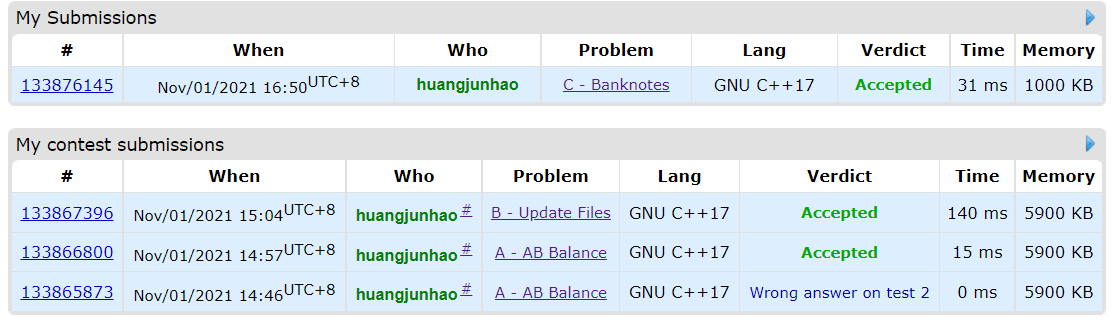 My Submissions
# When Who Problem Lang Verdict Time Memory
133876145 Nov/01/2021 16:50UTC+8 huangjunhao C - Banknotes GNU C++17 Accepted 31 ms 1000 KB
My contest submissions
# When Who Problem Lang Verdict Time Memory
133867396 Nov/01/2021 15:04UTC+8 huangjunhao # B - Update Files GNU C++17 Accepted 140 ms 5900 KB
133866800 Nov/01/2021 14:57UTC+8 huangjunhao # A - AB Balance GNU C++17 Accepted 15 ms 5900 KB
133865873 Nov/01/2021 14:46UTC+8 huangjunhao # A - AB Balance GNU C++17 Wrong answer on test 2 0 ms 5900 KB